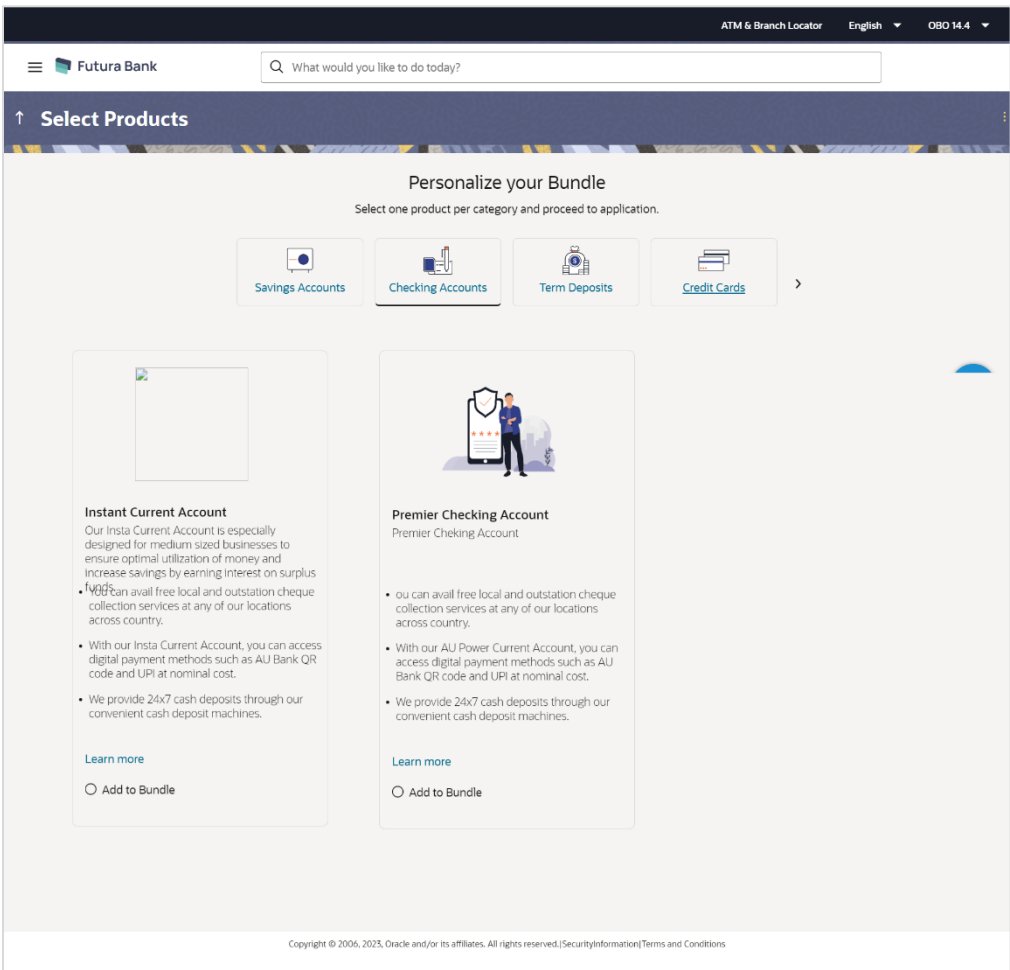 ATM & Branch Locator English OBO 14.4
Futura Bank What would you like to do today?
Select Products
Personalize your Bundle
Select one product per category and proceed to application.
Savings Accounts Checking Accounts Term Deposits Credit Cards
Instant Current Account
Our Insta Current Account is especially
designed for medium sized businesses to
ensure optimal utilization of money and
increase savings by earning interest on surplus
funds.
• You can avail free local and outstation cheque
collection services at any of our locations
across country.
• With our Insta Current Account, you can access
digital payment methods such as AU Bank QR
code and UPI at nominal cost.
• We provide 24x7 cash deposits through our
convenient cash deposit machines.
Learn more
Add to Bundle
Premier Checking Account
Premier Cheking Account
• ou can avail free local and outstation cheque
collection services at any of our locations
across country.
• With our AU Power Current Account, you can
access digital payment methods such as AU
Bank QR code and UPI at nominal cost.
• We provide 24x7 cash deposits through our
convenient cash deposit machines.
Learn more
Add to Bundle
Copyright © 2006, 2023, Oracle and/or its affiliates. All rights reserved.|SecurityInformation|Terms and Conditions